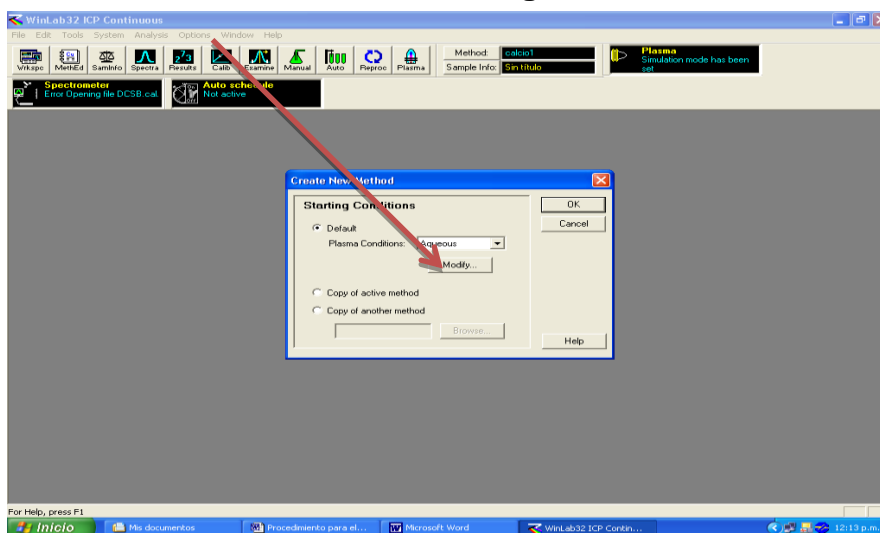 WinLab32 ICP Continuous
File Edit Tools System Analysis Options Window Help
Wrkspc MethEd SamInfo Spectra Results Calib Examine Manual Auto Reproc Plasma
Method: calcio1
Sample Info: Sin título
Plasma
Simulation mode has been
set
Spectrometer
Error Opening file DCSB.cal
Auto schedule
Not active
Create New Method
Starting Conditions
Default
Plasma Conditions: Aqueous
Modify...
Copy of active method
Copy of another method
Browse...
OK
Cancel
Help
For Help, press F1
Inicio
Mis documentos
Procedimiento para el...
Microsoft Word
WinLab32 ICP Contin...
12:13 p.m.